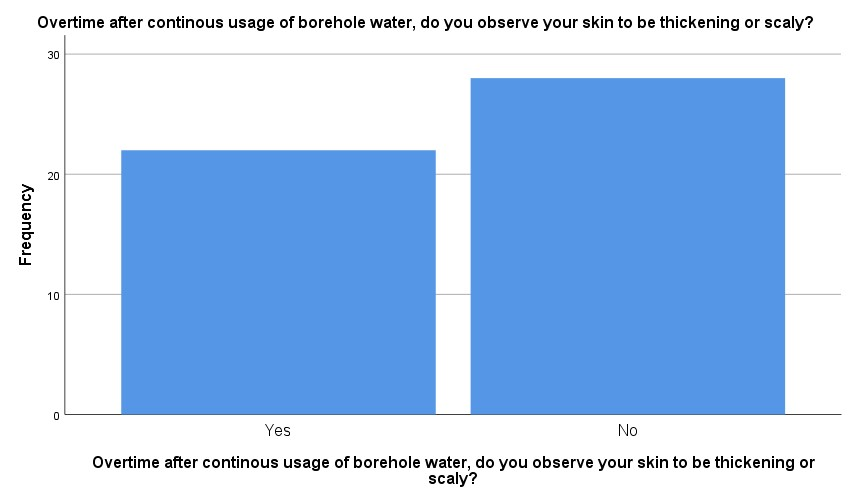 Overtime after continous usage of borehole water, do you observe your skin to be thickening or scaly?
30
20
10
0
Frequency
Yes
No
Overtime after continous usage of borehole water, do you observe your skin to be thickening or
scaly?